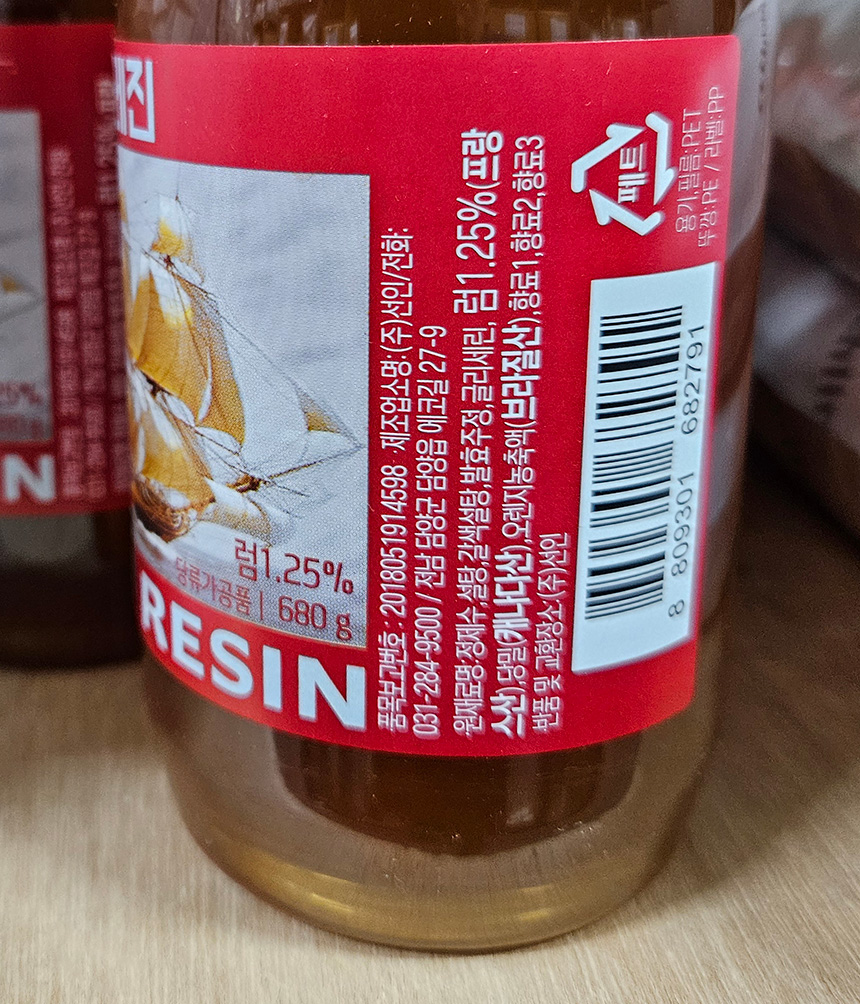 레진
럼1.25%
당류가공품 | 680 g
RESIN
품목보고번호 : 2018051914598 ·제조업소명:(주)선인/전화:
031-284-9500 / 전남 담양군 담양읍 에코길 27-9
원재료명:정제수,설탕,갈색설탕,발효주정,글리세린, 럼1.25%(프랑
스산),당밀(캐나다산),오렌지농축액(브라질산),향료1,향료2,향료3
반품 및 교환장소 (주)선인
페트
용기,필름:PET
뚜껑:PE / 라벨:PP
8 809301 682791
N